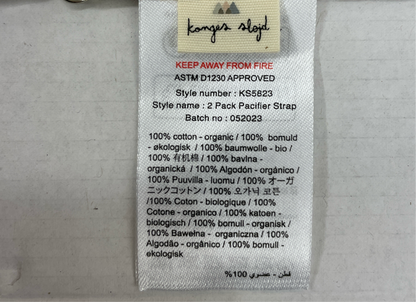 konges sløjd
KEEP AWAY FROM FIRE
ASTM D1230 APPROVED
Style number : KS5823
Style name : 2 Pack Pacifier Strap
Batch no : 052023
100% cotton - organic / 100% bomuld
- økologisk / 100% baumwolle - bio /
100% 有机棉 / 100% bavlna -
organická / 100% Algodón - orgánico /
100% Puuvilla - luomu / 100% オーガ
ニックコットン / 100% 오가닉 코튼
/100% Coton - biologique / 100%
Cotone - organico / 100% katoen -
biologisch / 100% bomull - organisk /
100% Bawełna - organiczna / 100%
Algodão - orgânico / 100% bomull -
ekologisk
قطن - عضوي 100%